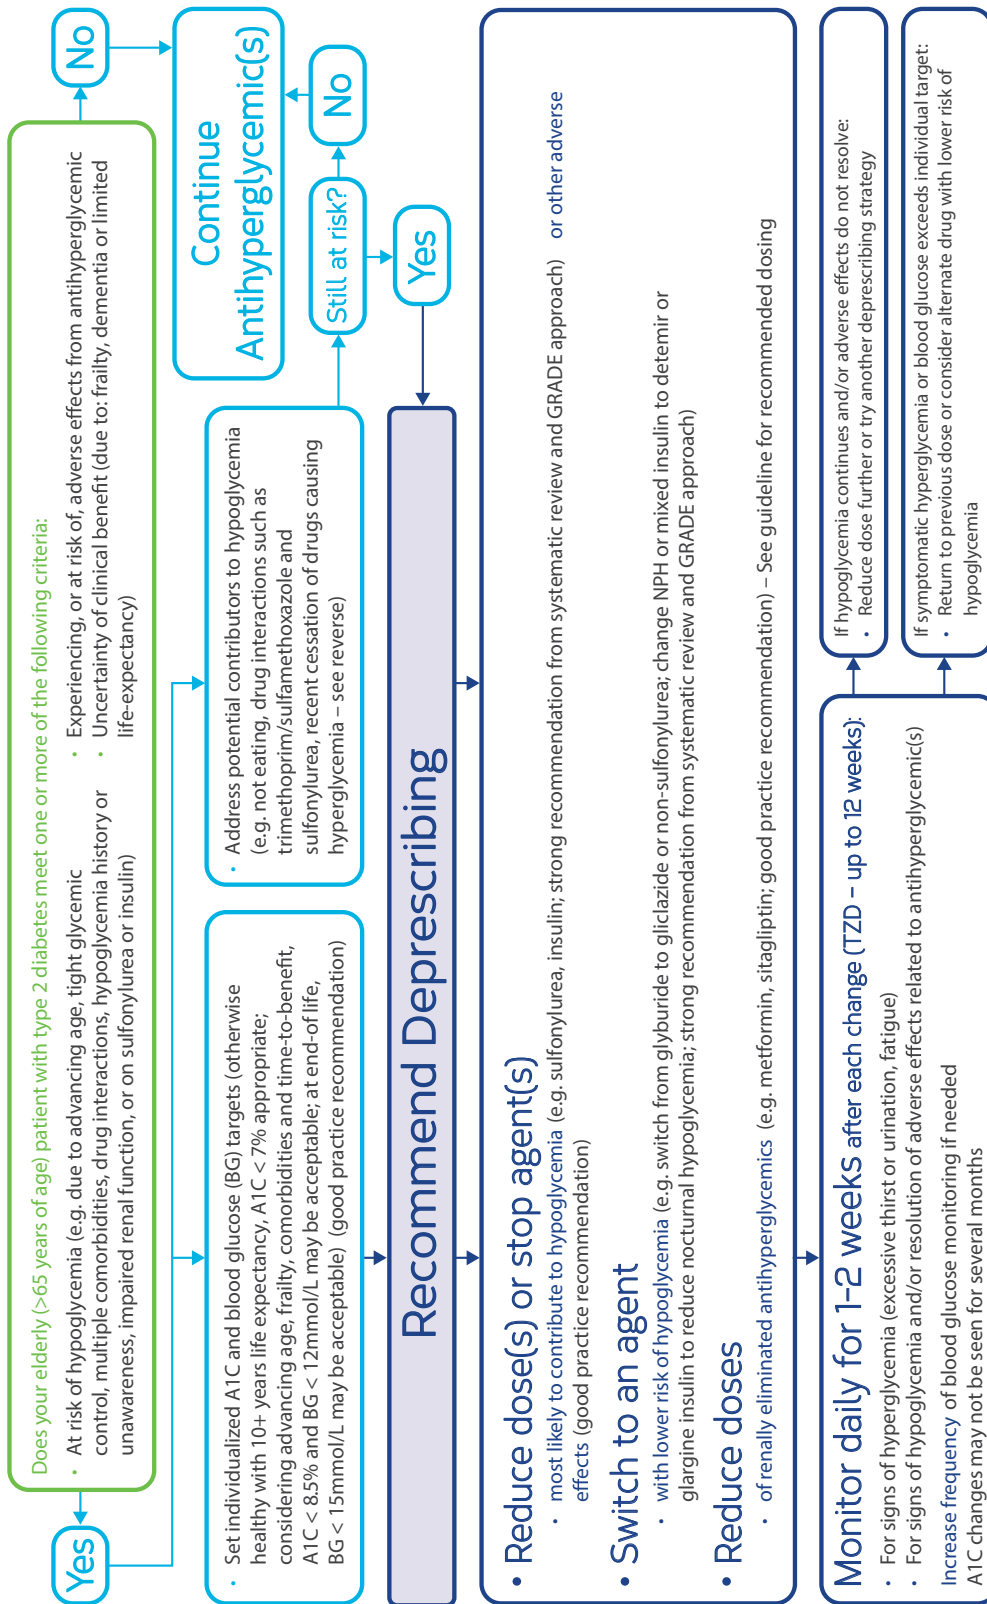 Does your elderly (>65 years of age) patient with type 2 diabetes meet one or more of the following criteria:
• At risk of hypoglycemia (e.g. due to advancing age, tight glycemic
control, multiple comorbidities, drug interactions, hypoglycemia history or
unawareness, impaired renal function, or on sulfonylurea or insulin)
• Experiencing, or at risk of, adverse effects from antihyperglycemic
• Uncertainty of clinical benefit (due to: frailty, dementia or limited
life-expectancy)
Yes
No
• Set individualized A1C and blood glucose (BG) targets (otherwise
healthy with 10+ years life expectancy, A1C < 7% appropriate;
considering advancing age, frailty, comorbidities and time-to-benefit,
A1C < 8.5% and BG < 12mmol/L may be acceptable; at end-of-life,
BG < 15mmol/L may be acceptable) (good practice recommendation)
• Address potential contributors to hypoglycemia
(e.g. not eating, drug interactions such as
trimethoprim/sulfamethoxazole and
sulfonylurea, recent cessation of drugs causing
hyperglycemia – see reverse)
Continue
Antihyperglycemic(s)
Still at risk?
No
Yes
Recommend Deprescribing
• Reduce dose(s) or stop agent(s)
• most likely to contribute to hypoglycemia (e.g. sulfonylurea, insulin; strong recommendation from systematic review and GRADE approach) or other adverse
effects (good practice recommendation)
• Switch to an agent
• with lower risk of hypoglycemia (e.g. switch from glyburide to gliclazide or non-sulfonylurea; change NPH or mixed insulin to detemir or
glargine insulin to reduce nocturnal hypoglycemia; strong recommendation from systematic review and GRADE approach)
• Reduce doses
• of renally eliminated antihyperglycemics (e.g. metformin, sitagliptin; good practice recommendation) – See guideline for recommended dosing
Monitor daily for 1–2 weeks after each change (TZD – up to 12 weeks):
• For signs of hyperglycemia (excessive thirst or urination, fatigue)
• For signs of hypoglycemia and/or resolution of adverse effects related to antihyperglycemic(s)
Increase frequency of blood glucose monitoring if needed
A1C changes may not be seen for several months
If hypoglycemia continues and/or adverse effects do not resolve:
• Reduce dose further or try another deprescribing strategy
If symptomatic hyperglycemia or blood glucose exceeds individual target:
• Return to previous dose or consider alternate drug with lower risk of
hypoglycemia